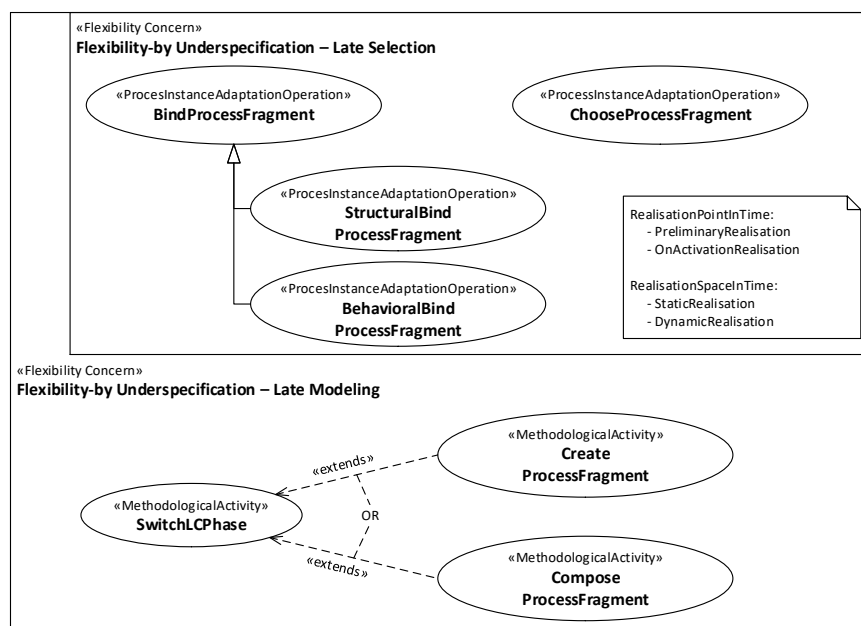 «Flexibility Concern»
Flexibility-by Underspecification – Late Selection
«ProcesInstanceAdaptationOperation»
BindProcessFragment
«ProcessInstanceAdaptationOperation»
ChooseProcessFragment
«ProcesInstanceAdaptationOperation»
StructuralBind
ProcessFragment
«ProcesInstanceAdaptationOperation»
BehavioralBind
ProcessFragment
RealisationPointInTime:
- PreliminaryRealisation
- OnActivationRealisation
RealisationSpaceInTime:
- StaticRealisation
- DynamicRealisation
«Flexibility Concern»
Flexibility-by Underspecification – Late Modeling
«MethodologicalActivity»
Create
ProcessFragment
«extends»
«MethodologicalActivity»
SwitchLCPhase
OR
«extends»
«MethodologicalActivity»
Compose
ProcessFragment